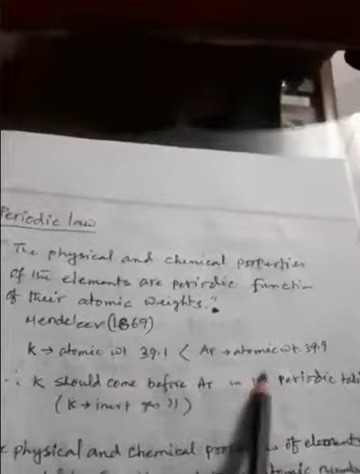 Periodic law
"The physical and chemical properties
of the elements are periodic function
of their atomic weights."
Mendeleev (1869)
K → atomic wt 39.1 < Ar → atomic wt. 39.9
∴ K should come before Ar in periodic
(K → inert gas ?!)
physical and chemical of elements